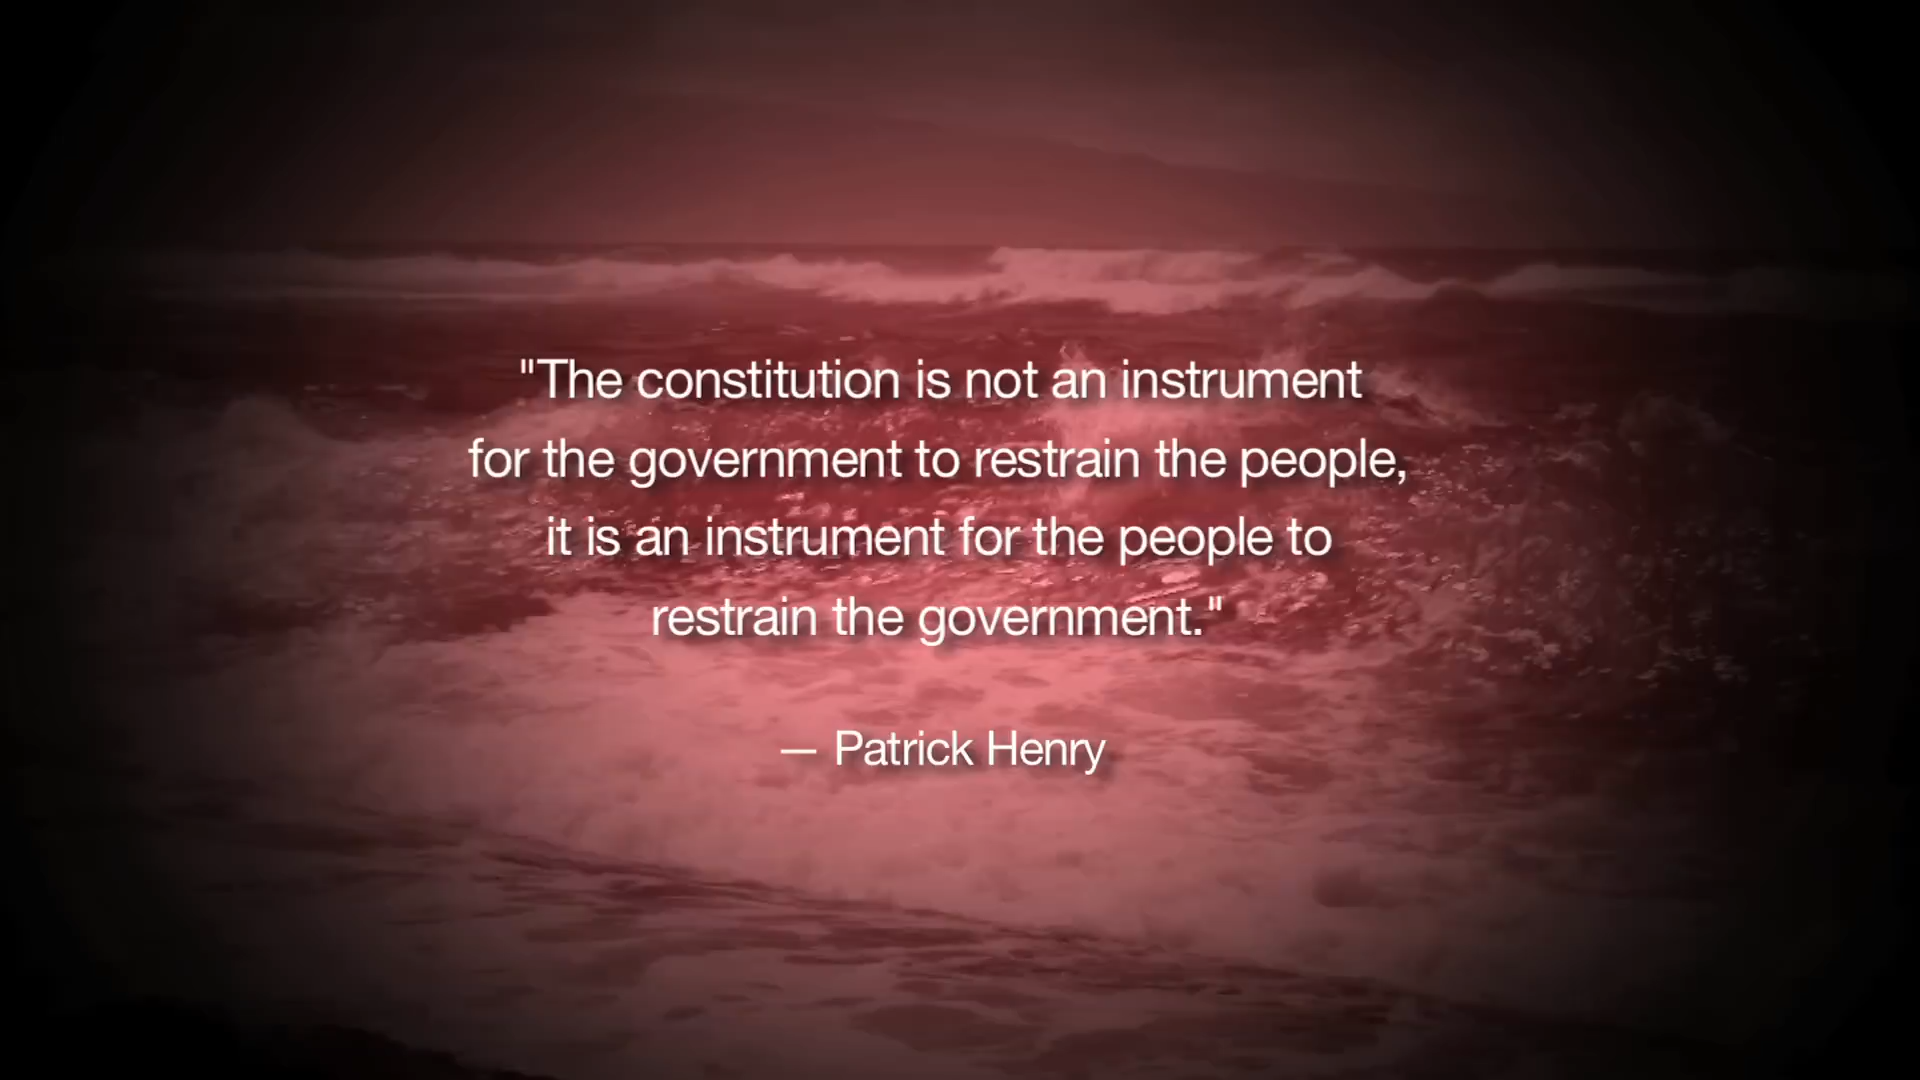 "The constitution is not an instrument
for the government to restrain the people,
it is an instrument for the people to
restrain the government."
— Patrick Henry